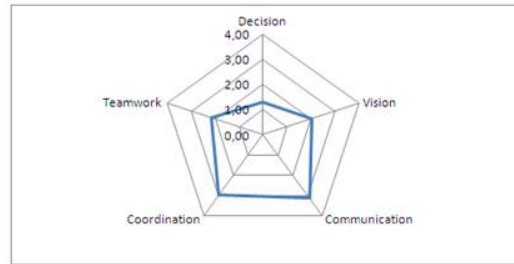 Decision
4,00
3,00
2,00
1,00
0,00
Teamwork
Vision
Coordination
Communication